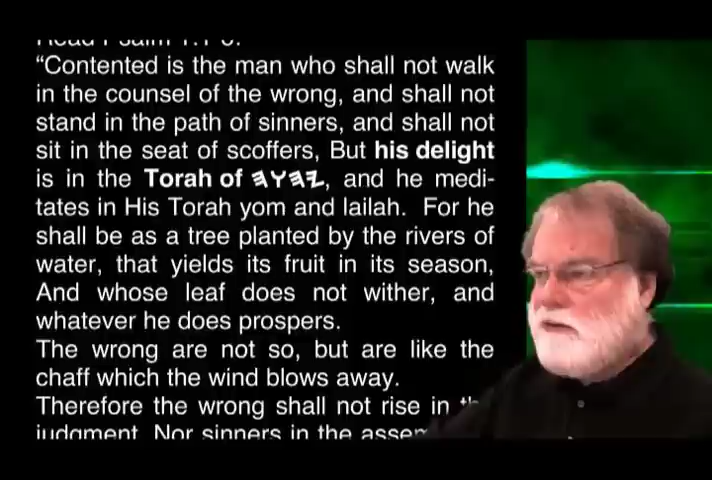 “Contented is the man who shall not walk
in the counsel of the wrong, and shall not
stand in the path of sinners, and shall not
sit in the seat of scoffers, But his delight
is in the Torah of 𐤉𐤄𐤅𐤄, and he medi-
tates in His Torah yom and lailah. For he
shall be as a tree planted by the rivers of
water, that yields its fruit in its season,
And whose leaf does not wither, and
whatever he does prospers.
The wrong are not so, but are like the
chaff which the wind blows away.
Therefore the wrong shall not rise in
judgment, Nor sinners in the